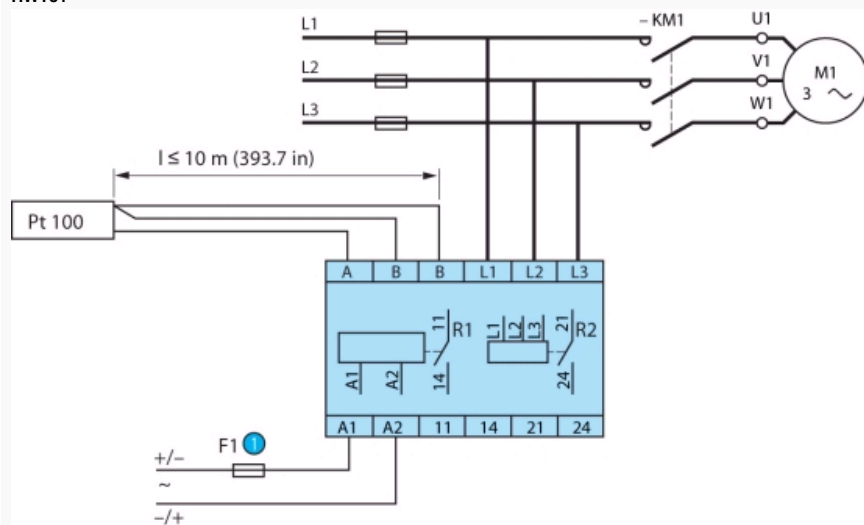 L1
– KM1
U1
L2
V1
M1
3 ~
L3
W1
l ≤ 10 m (393.7 in)
Pt 100
A B B L1 L2 L3
11 R1
L1 L2 L3
21 R2
A1 A2 14
24
A1 A2 11 14 21 24
F1 1
+/–
~
–/+